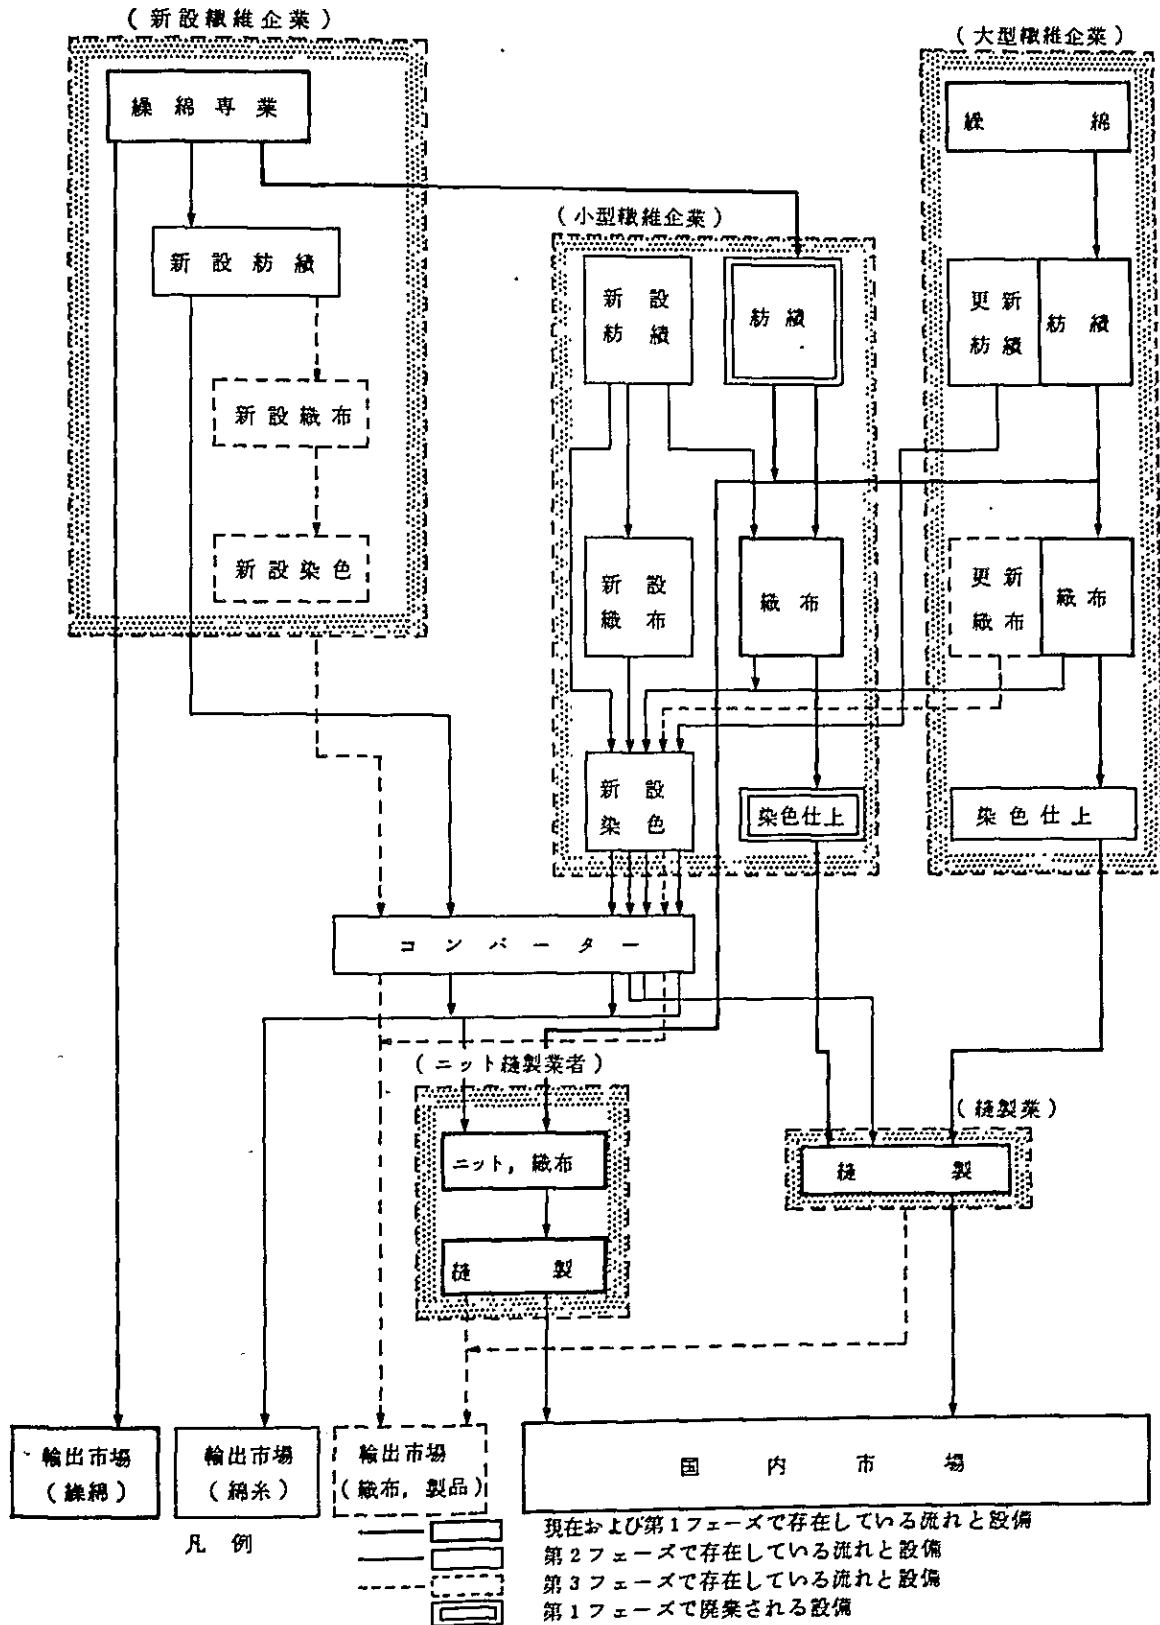 (新設繊維企業)
(大型繊維企業)
繰綿専業
繰綿
(小型繊維企業)
新設紡績
新設
紡績
紡績
更新
紡績
紡績
新設織布
新設染色
新設
織布
織布
更新
織布
織布
新設
染色
染色仕上
染色仕上
コンバーター
(ニット縫製業者)
(縫製業)
ニット,織布
縫製
縫製
輸出市場
(繰綿)
輸出市場
(綿糸)
輸出市場
(織布,製品)
国内市場
凡例
現在および第1フェーズで存在している流れと設備
第2フェーズで存在している流れと設備
第3フェーズで存在している流れと設備
第1フェーズで廃棄される設備